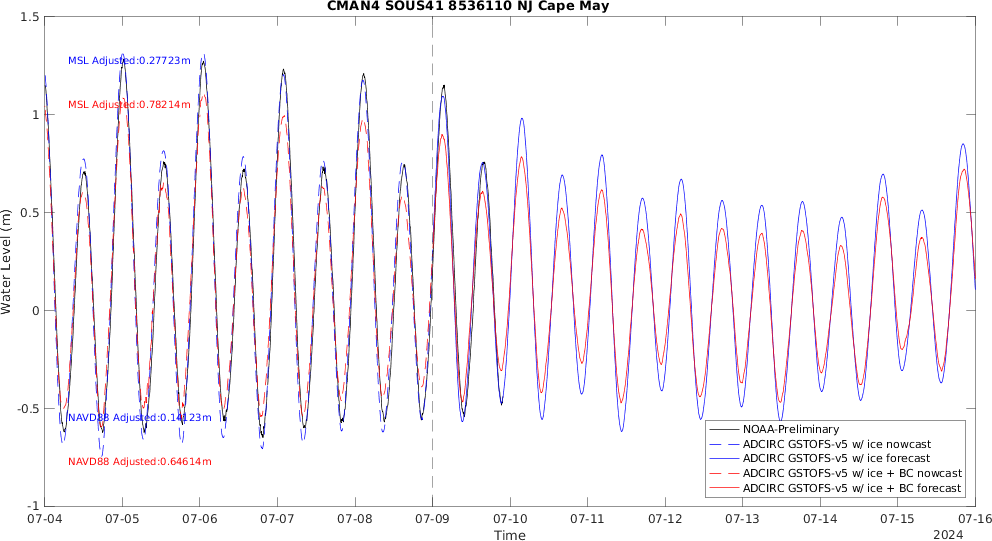 CMAN4 SOUS41 8536110 NJ Cape May
1.5
1
0.5
0
-0.5
-1
Water Level (m)
MSL Adjusted:0.27723m
MSL Adjusted:0.78214m
NAVD88 Adjusted:0.14123m
NAVD88 Adjusted:0.64614m
NOAA-Preliminary
ADCIRC GSTOFS-v5 w/ ice nowcast
ADCIRC GSTOFS-v5 w/ ice forecast
ADCIRC GSTOFS-v5 w/ ice + BC nowcast
ADCIRC GSTOFS-v5 w/ ice + BC forecast
07-04 07-05 07-06 07-07 07-08 07-09 07-10 07-11 07-12 07-13 07-14 07-15 07-16
Time
2024